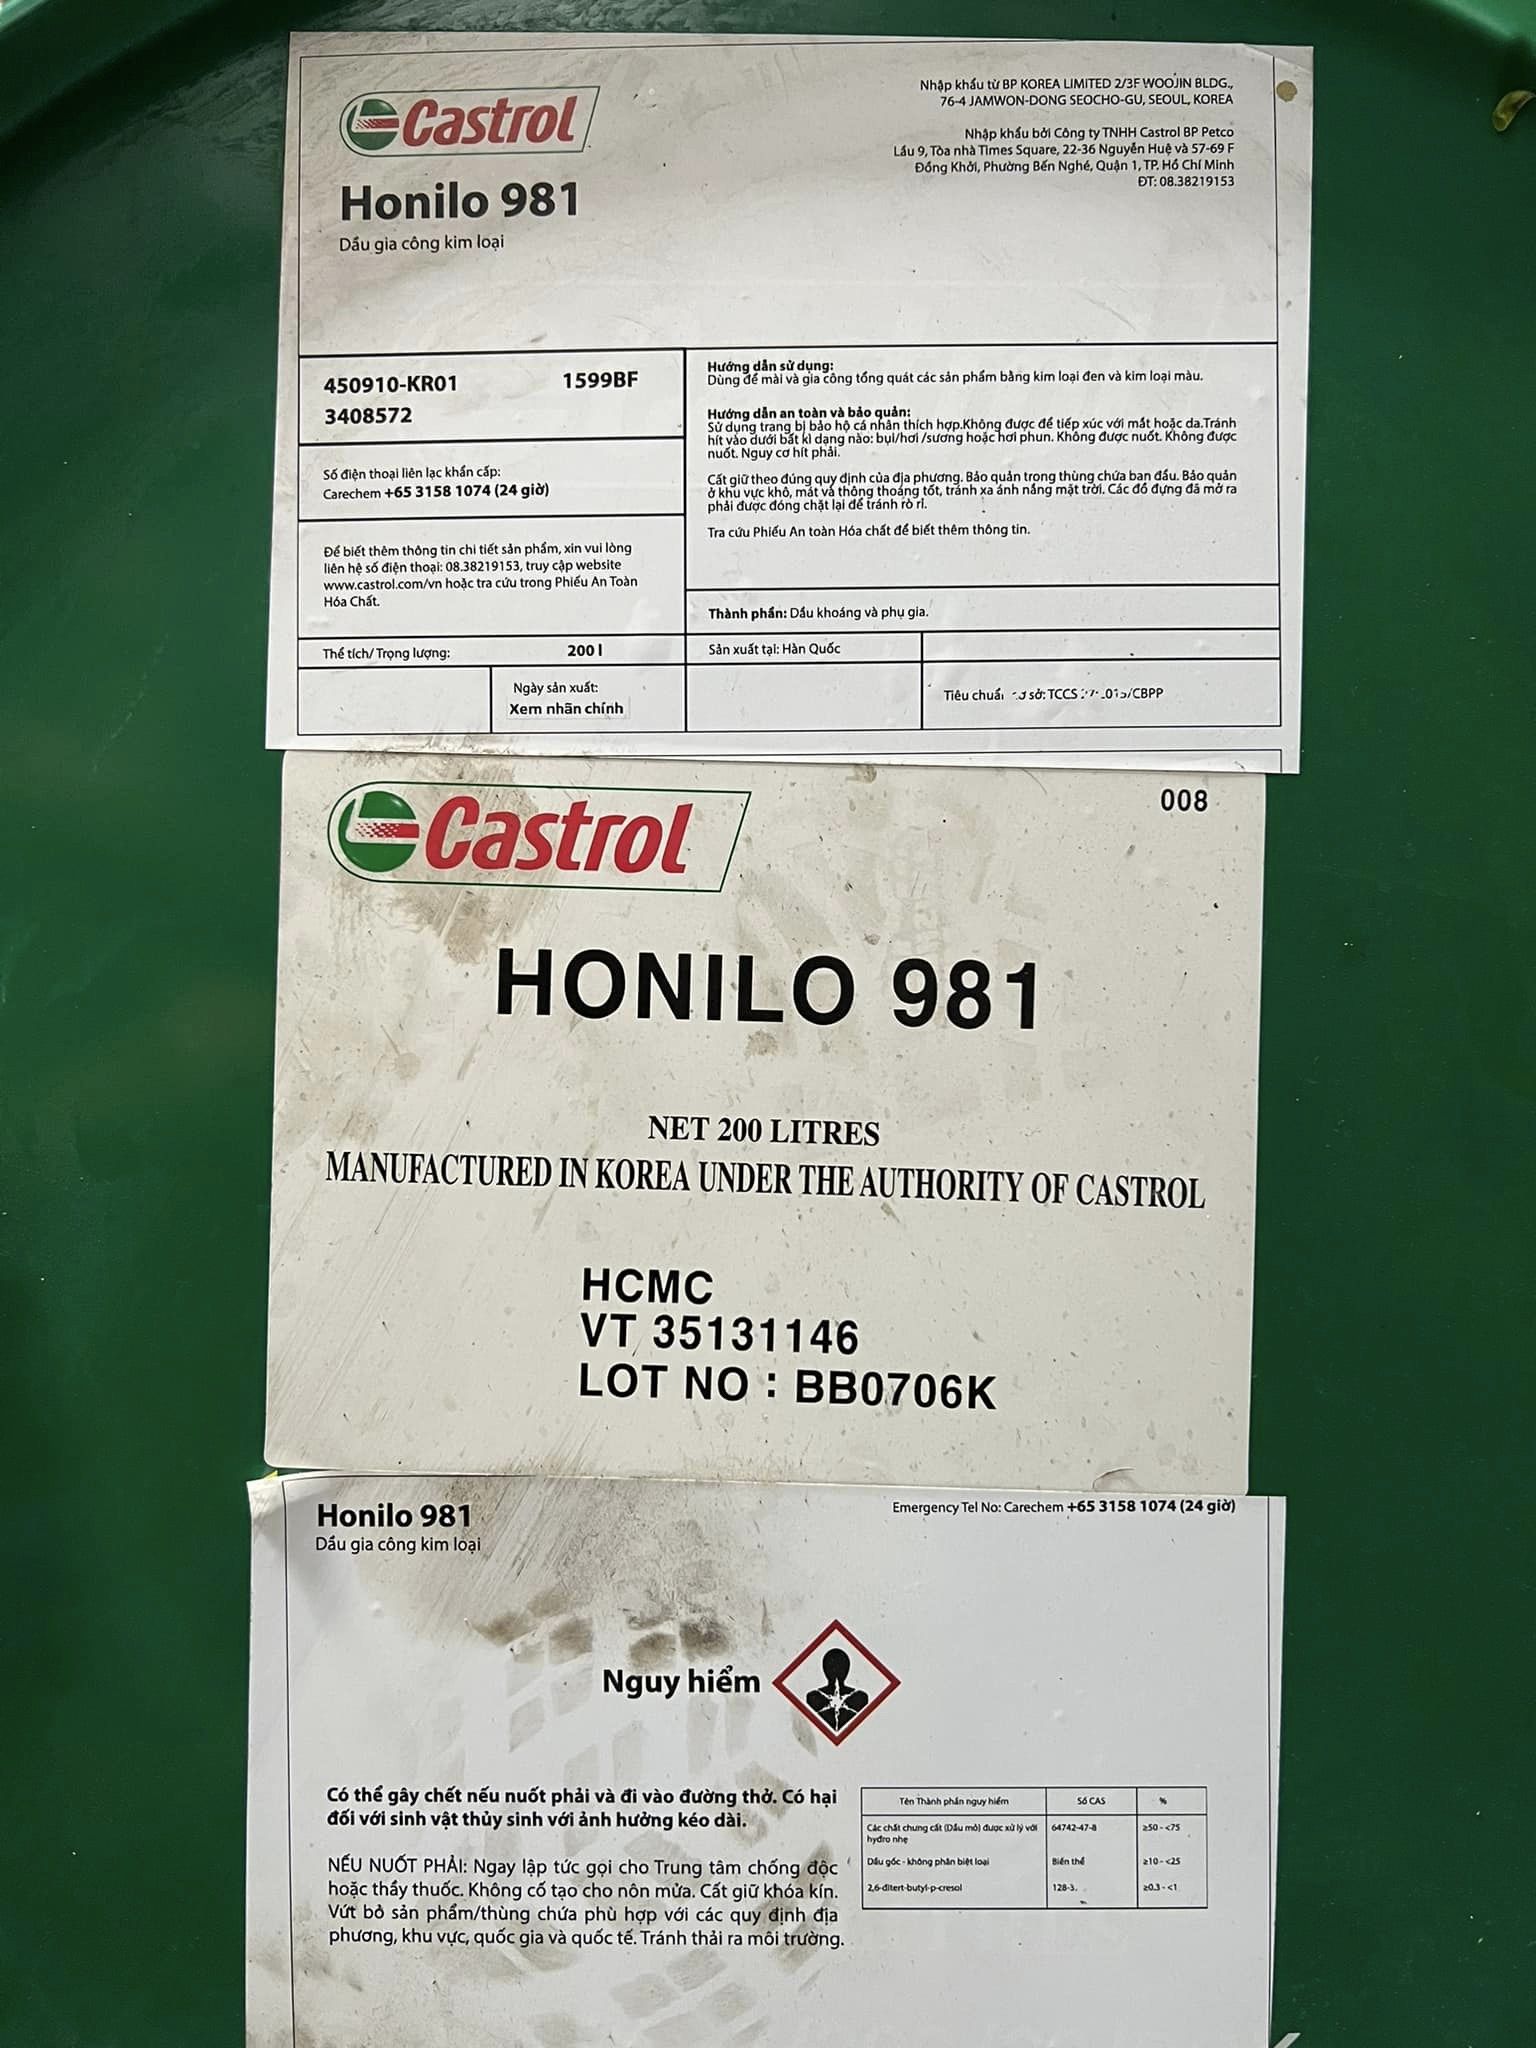 Castrol
Honilo 981
Dầu gia công kim loại
Nhập khẩu từ BP KOREA LIMITED 2/3F WOOJIN BLDG.,
76-4 JAMWON-DONG SEOCHO-GU, SEOUL, KOREA
Nhập khẩu bởi Công ty TNHH Castrol BP Petco
Lầu 9, Tòa nhà Times Square, 22-36 Nguyễn Huệ và 57-69 F
Đồng Khởi, Phường Bến Nghé, Quận 1, TP. Hồ Chí Minh
ĐT: 08.38219153
450910-KR01 1599BF
3408572
Số điện thoại liên lạc khẩn cấp:
Carechem +65 3158 1074 (24 giờ)
Để biết thêm thông tin chi tiết sản phẩm, xin vui lòng
liên hệ số điện thoại: 08.38219153, truy cập website
www.castrol.com/vn hoặc tra cứu trong Phiếu An Toàn
Hóa Chất.
Hướng dẫn sử dụng:
Dùng để mài và gia công tổng quát các sản phẩm bằng kim loại đen và kim loại màu.
Hướng dẫn an toàn và bảo quản:
Sử dụng trang bị bảo hộ cá nhân thích hợp.Không được để tiếp xúc với mắt hoặc da.Tránh
hít vào dưới bất kì dạng nào: bụi/hơi /sương hoặc hơi phun. Không được nuốt. Không được
nuốt. Nguy cơ hít phải.
Cất giữ theo đúng quy định của địa phương. Bảo quản trong thùng chứa ban đầu. Bảo quản
ở khu vực khô, mát và thông thoáng tốt, tránh xa ánh nắng mặt trời. Các đồ đựng đã mở ra
phải được đóng chặt lại để tránh rò rỉ.
Tra cứu Phiếu An toàn Hóa chất để biết thêm thông tin.
Thành phần: Dầu khoáng và phụ gia.
Thể tích/ Trọng lượng: 200 l
Sản xuất tại: Hàn Quốc
Ngày sản xuất:
Xem nhãn chính
Tiêu sở: TCCS /CBPP
Castrol
008
HONILO 981
NET 200 LITRES
MANUFACTURED IN KOREA UNDER THE AUTHORITY OF CASTROL
HCMC
VT 35131146
LOT NO : BB0706K
Honilo 981
Dầu gia công kim loại
Emergency Tel No: Carechem +65 3158 1074 (24 giờ)
Nguy hiểm
Có thể gây chết nếu nuốt phải và đi vào đường thở. Có hại
đối với sinh vật thủy sinh với ảnh hưởng kéo dài.
NẾU NUỐT PHẢI: Ngay lập tức gọi cho Trung tâm chống độc
hoặc thầy thuốc. Không cố tạo cho nôn mửa. Cất giữ khóa kín.
Vứt bỏ sản phẩm/thùng chứa phù hợp với các quy định địa
phương, khu vực, quốc gia và quốc tế. Tránh thải ra môi trường.
Tên Thành phần nguy hiểm Số CAS %
Các chất chưng cất (Dầu mỏ) được xử lý với 64742-47-8 ≥50 - <75
hydro nhẹ
Dầu gốc - không phân biệt loại Biến thể ≥10 - <25
2,6-ditert-butyl-p-cresol 128-3. ≥0.3 - <1